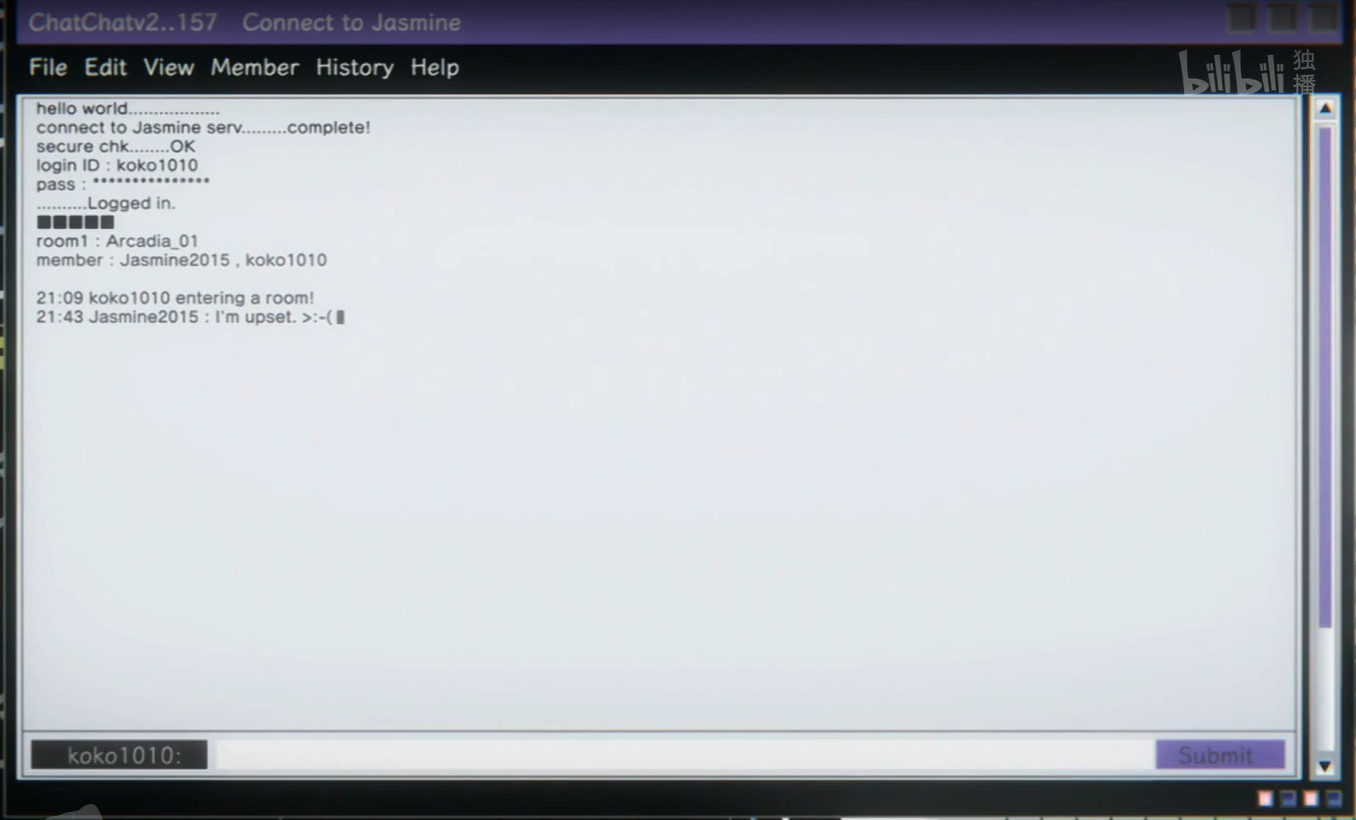 ChatChatv2..157 Connect to Jasmine
File Edit View Member History Help
bilibili 独播
hello world.................
connect to Jasmine serv.........complete!
secure chk........OK
login ID : koko1010
pass : ***************
..........Logged in.
■■■■■
room1 : Arcadia_01
member : Jasmine2015 , koko1010
21:09 koko1010 entering a room!
21:43 Jasmine2015 : I'm upset. >:-(
koko1010:
Submit